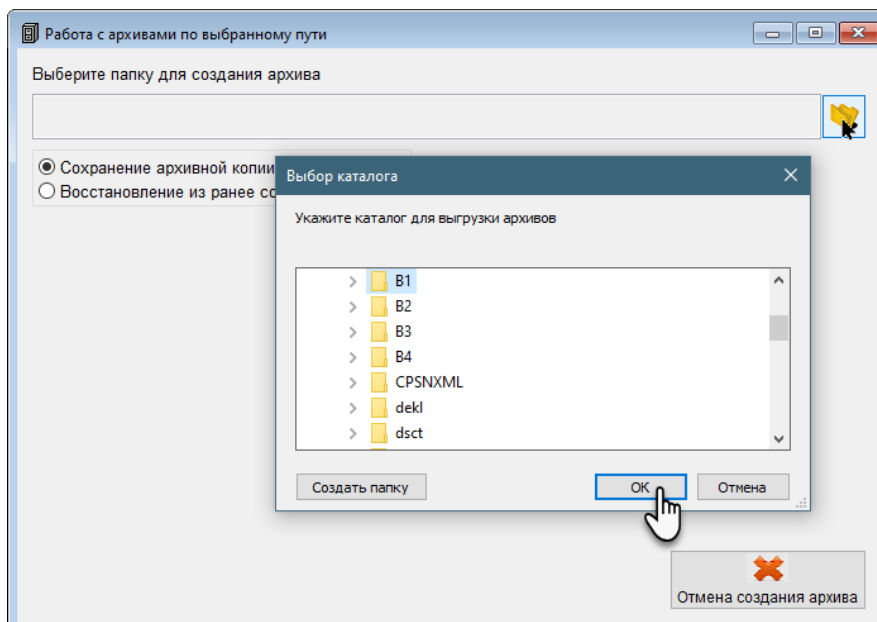 Работа с архивами по выбранному пути
Выберите папку для создания архива
Сохранение архивной копии
Восстановление из ранее со
Выбор каталога
Укажите каталог для выгрузки архивов
B1
B2
B3
B4
CPSNXML
dekl
dsct
Создать папку
ОК
Отмена
Отмена создания архива